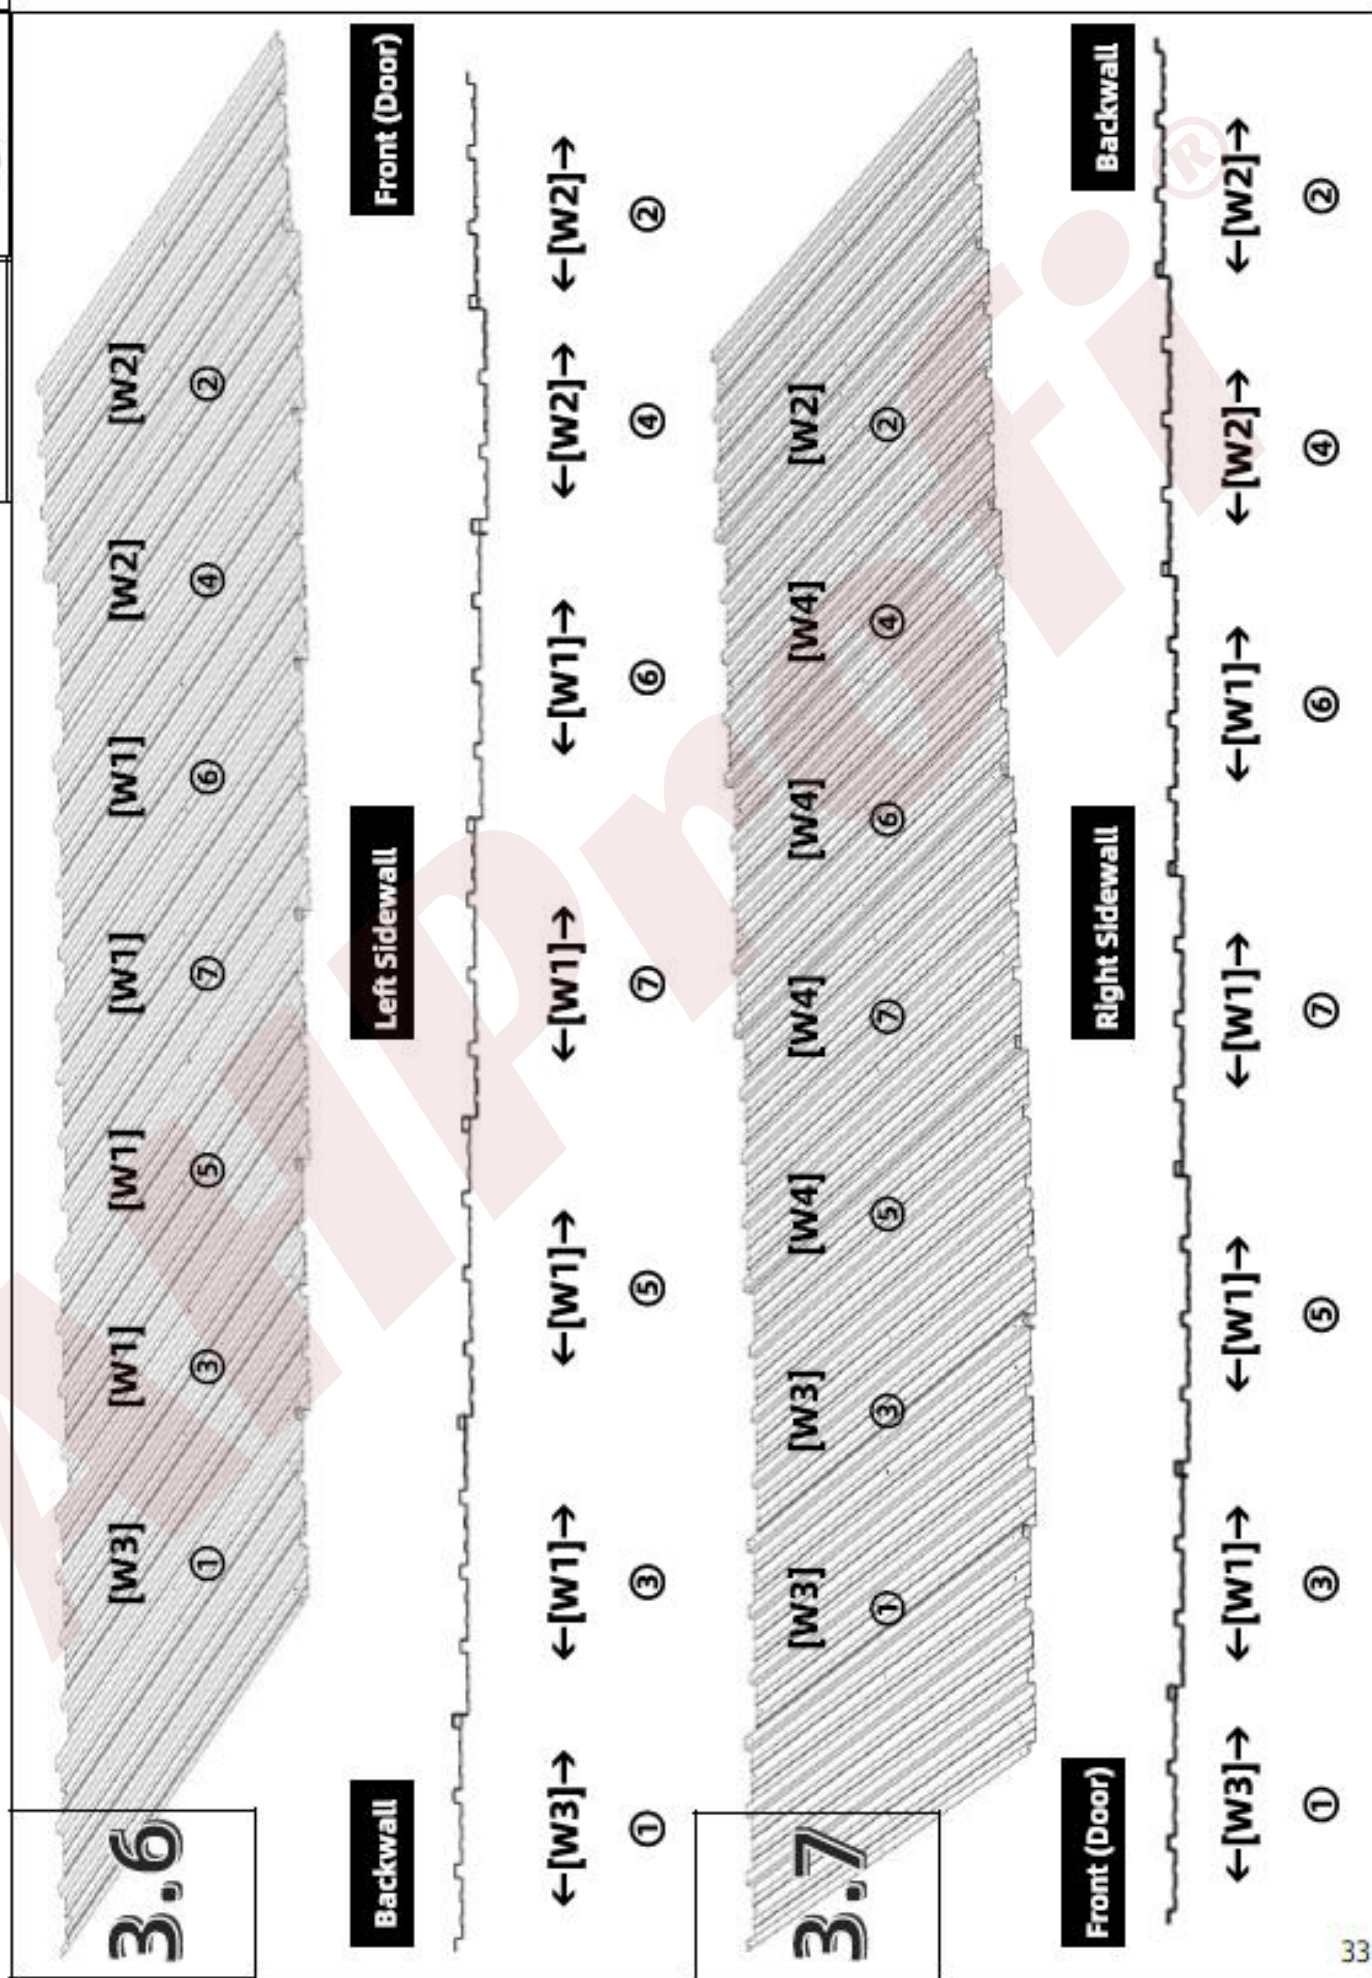 3.6
[W3] [W1] [W1] [W1] [W1] [W2] [W2]
① ③ ⑤ ⑦ ⑥ ④ ②
Backwall Left Sidewall Front (Door)
←[W3]→ ←[W1]→ ←[W1]→ ←[W1]→ ←[W1]→ ←[W2]→ ←[W2]→
① ③ ⑤ ⑦ ⑥ ④ ②
3.7
[W3] [W3] [W4] [W4] [W4] [W4] [W2]
① ③ ⑤ ⑦ ⑥ ④ ②
Front (Door) Right Sidewall Backwall
←[W3]→ ←[W1]→ ←[W1]→ ←[W1]→ ←[W1]→ ←[W2]→ ←[W2]→
① ③ ⑤ ⑦ ⑥ ④ ②
33
AHProfi®